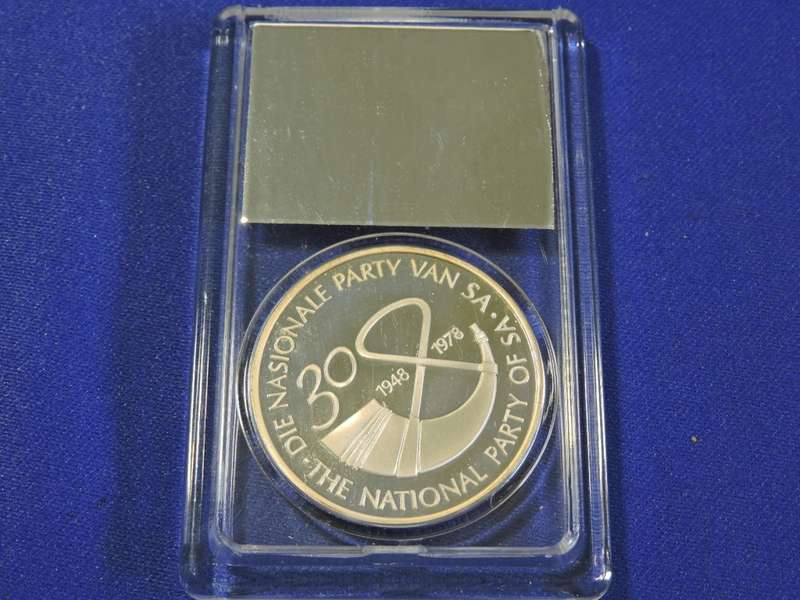 · DIE NASIONALE PARTY VAN SA ·
THE NATIONAL PARTY OF SA
30
1948
1978